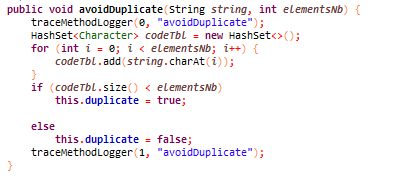 public void avoidDuplicate(String string, int elementsNb) {
    traceMethodLogger(0, "avoidDuplicate");
    HashSet<Character> codeTbl = new HashSet<>();
    for (int i = 0; i < elementsNb; i++) {
        codeTbl.add(string.charAt(i));
    }
    if (codeTbl.size() < elementsNb)
        this.duplicate = true;

    else
        this.duplicate = false;
    traceMethodLogger(1, "avoidDuplicate");
}